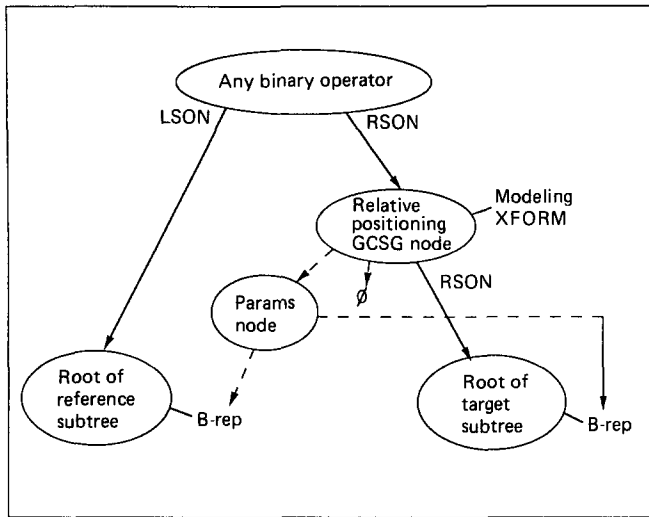 Any binary operator
LSON
RSON
Relative
positioning
GCSG node
Modeling
XFORM
Params
node
∅
RSON
Root of
reference
subtree
B-rep
Root of
target
subtree
B-rep